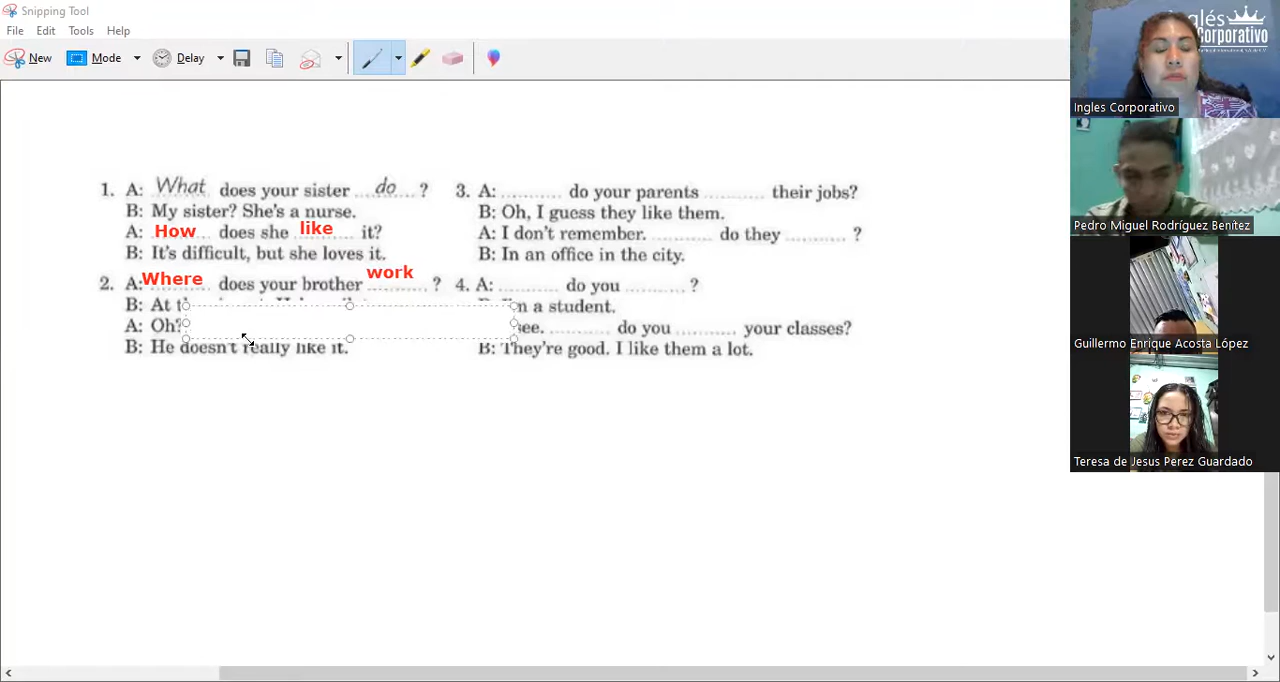 Snipping Tool
File Edit Tools Help
New Mode Delay
1. A: What does your sister do ?
B: My sister? She's a nurse.
A: How does she like it?
B: It's difficult, but she loves it.
2. A: Where does your brother work ?
B: At
A: Oh?
B: He doesn't really like it.
3. A: .......... do your parents .......... their jobs?
B: Oh, I guess they like them.
A: I don't remember. .......... do they .......... ?
B: In an office in the city.
4. A: .......... do you .......... ?
a student.
see. .......... do you .......... your classes?
B: They're good. I like them a lot.
Inglés
Corporativo
Ingles Corporativo
Pedro Miguel Rodríguez Benítez
Guillermo Enrique Acosta López
Teresa de Jesus Perez Guardado